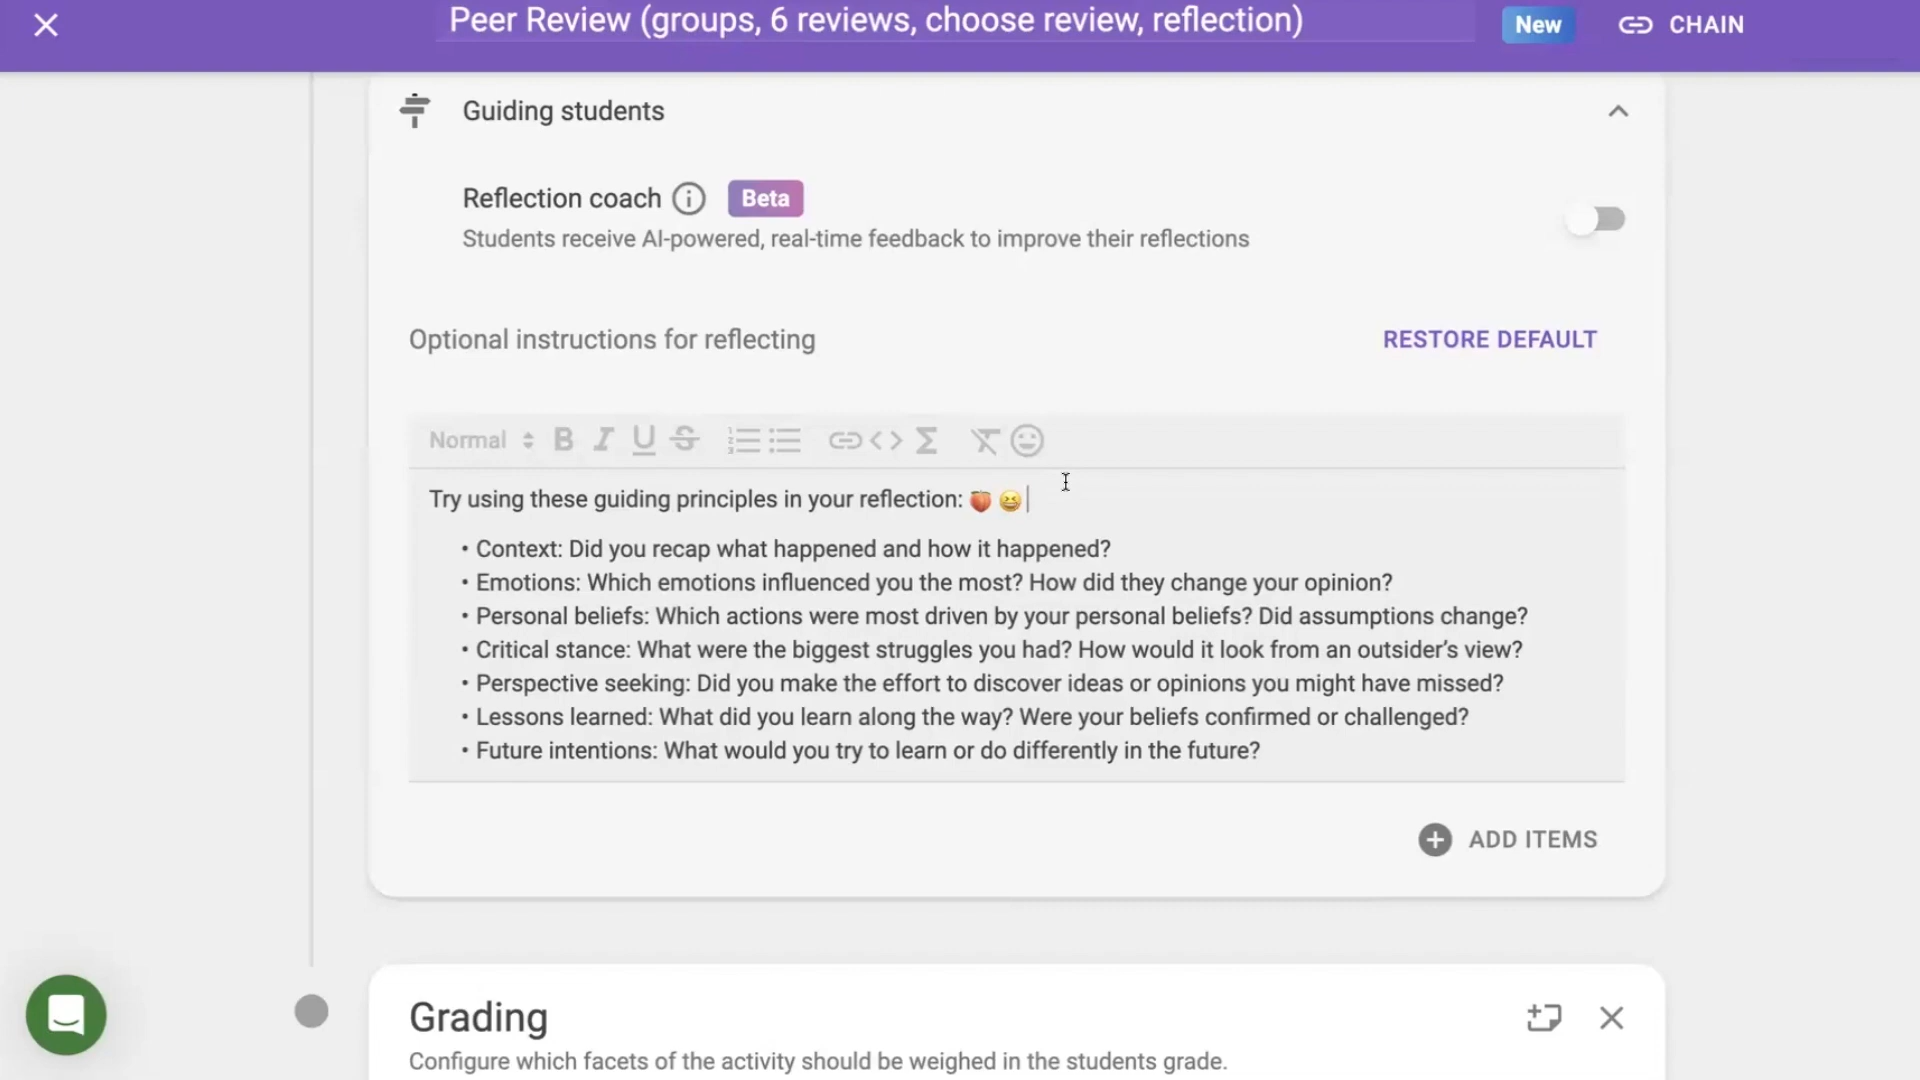 Peer Review (groups, 6 reviews, choose review, reflection)
New
CHAIN
Guiding students
Reflection coach
Beta
Students receive AI-powered, real-time feedback to improve their reflections
Optional instructions for reflecting
RESTORE DEFAULT
Normal
Try using these guiding principles in your reflection: 🍑 😆
• Context: Did you recap what happened and how it happened?
• Emotions: Which emotions influenced you the most? How did they change your opinion?
• Personal beliefs: Which actions were most driven by your personal beliefs? Did assumptions change?
• Critical stance: What were the biggest struggles you had? How would it look from an outsider’s view?
• Perspective seeking: Did you make the effort to discover ideas or opinions you might have missed?
• Lessons learned: What did you learn along the way? Were your beliefs confirmed or challenged?
• Future intentions: What would you try to learn or do differently in the future?
ADD ITEMS
Grading
Configure which facets of the activity should be weighed in the students grade.